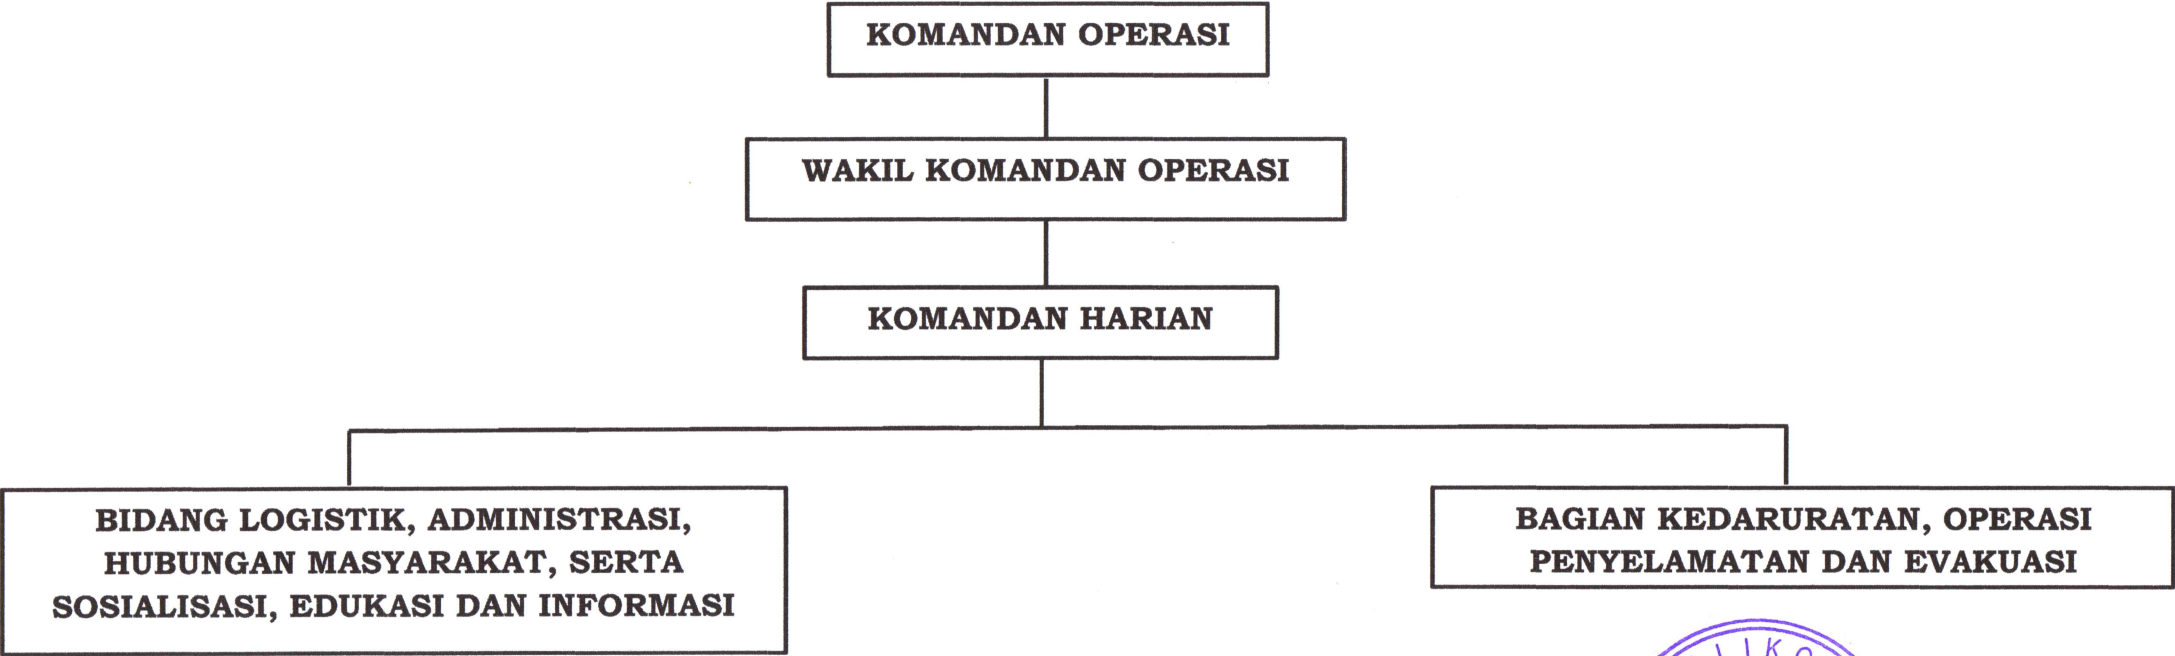 KOMANDAN OPERASI
WAKIL KOMANDAN OPERASI
KOMANDAN HARIAN
BIDANG LOGISTIK, ADMINISTRASI,
HUBUNGAN MASYARAKAT, SERTA
SOSIALISASI, EDUKASI DAN INFORMASI
BAGIAN KEDARURATAN, OPERASI
PENYELAMATAN DAN EVAKUASI